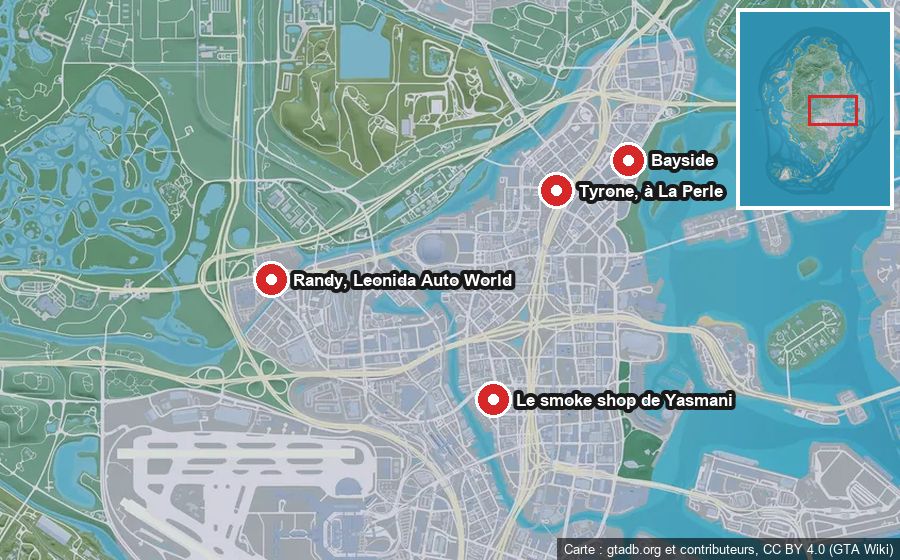 Bayside
Tyrone, à La Perle
Randy, Leonida Auto World
Le smoke shop de Yasmani
Carte : gtadb.org et contributeurs, CC BY 4.0 (GTA Wiki)